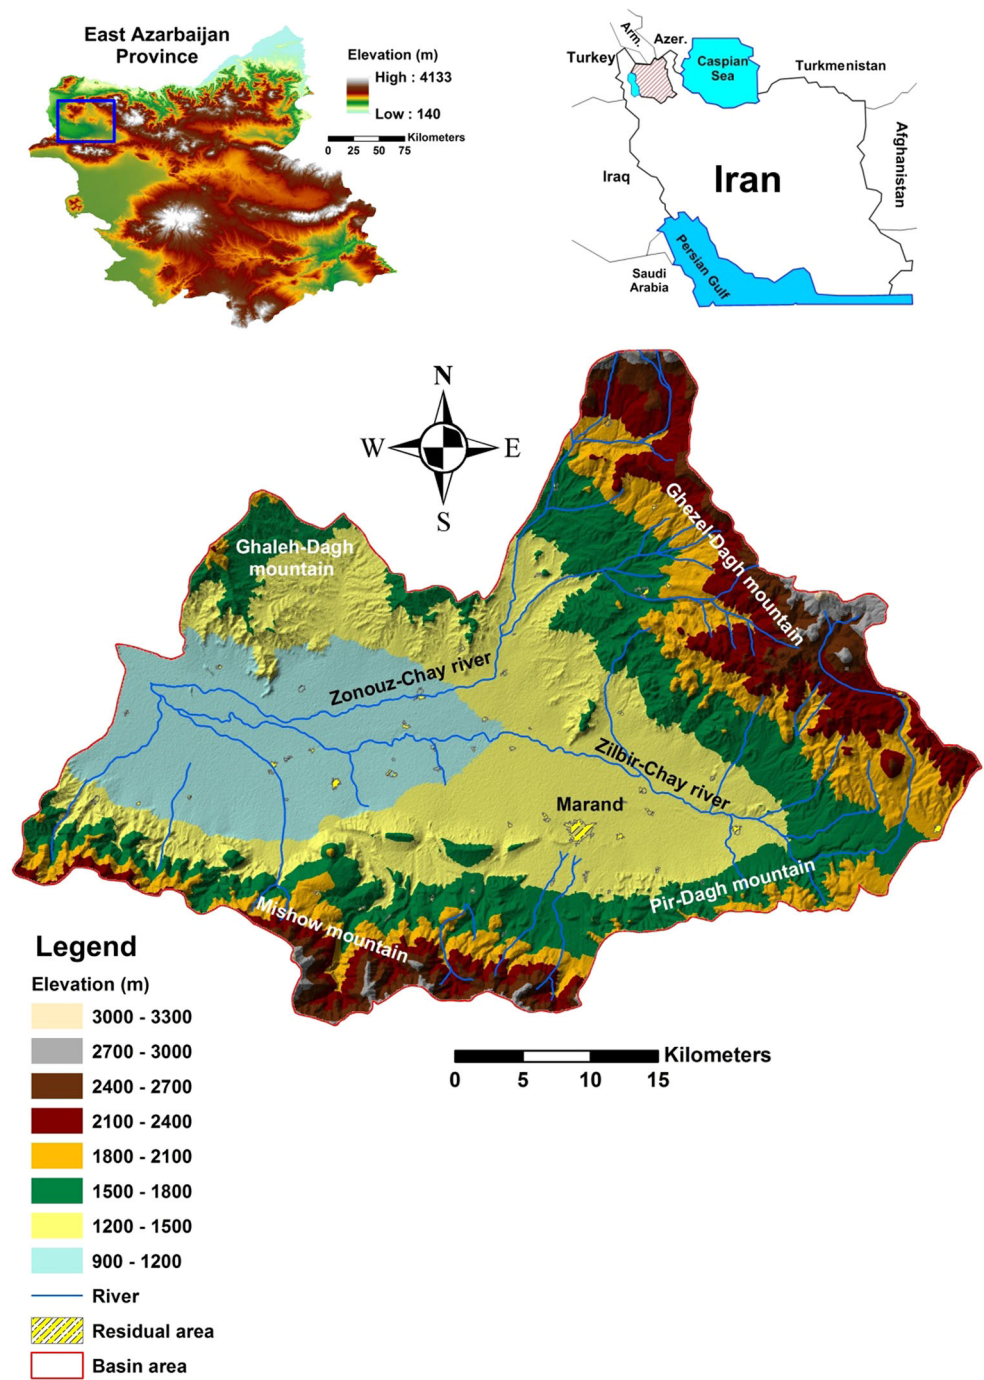 East Azarbaijan
Province
Elevation (m)
High : 4133
Low : 140
Kilometers
0 25 50 75
Arm.
Azer.
Turkey
Caspian
Sea
Turkmenistan
Afghanistan
Iraq
Iran
Persian Gulf
Saudi
Arabia
N
W E
S
Ghezel-Dagh mountain
Ghaleh-Dagh
mountain
Zonouz-Chay river
Zilbir-Chay river
Marand
Pir-Dagh mountain
Mishow mountain
Legend
Elevation (m)
3000 - 3300
2700 - 3000
2400 - 2700
2100 - 2400
1800 - 2100
1500 - 1800
1200 - 1500
900 - 1200
River
Residual area
Basin area
Kilometers
0 5 10 15